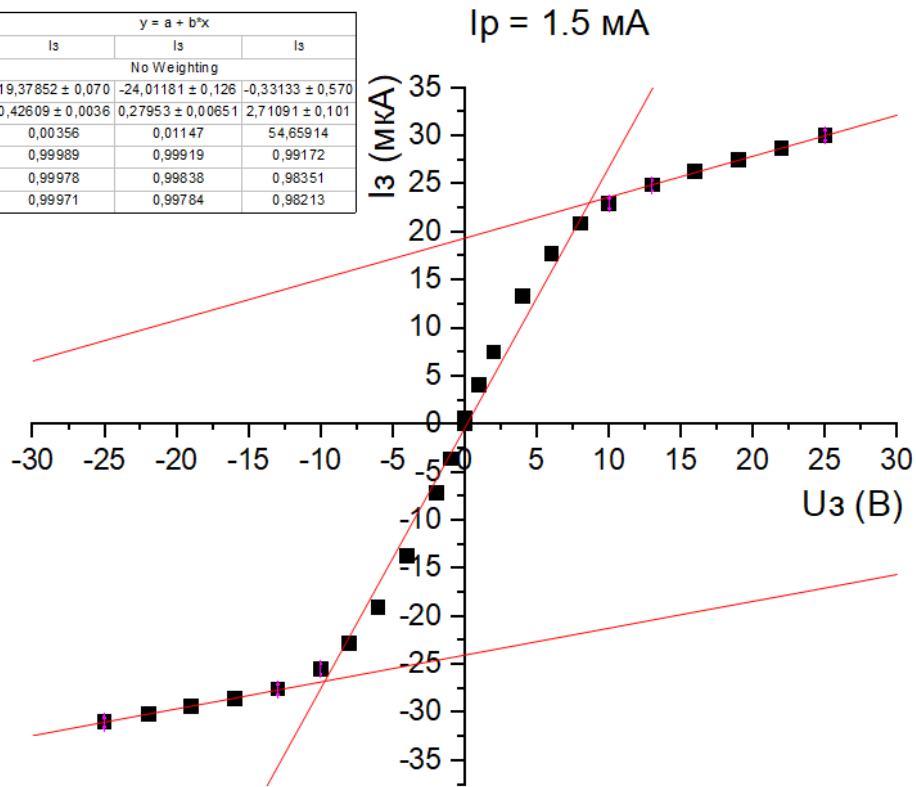 Iр = 1.5 мА
y = a + b*x
Iз Iз Iз
No Weighting
19,37852 ± 0,070 -24,01181 ± 0,126 -0,33133 ± 0,570
0,42609 ± 0,0036 0,27953 ± 0,00651 2,71091 ± 0,101
0,00356 0,01147 54,65914
0,99989 0,99919 0,99172
0,99978 0,99838 0,98351
0,99971 0,99784 0,98213
Iз (мкА)
35
30
25
20
15
10
5
0
-30 -25 -20 -15 -10 -5 0 5 10 15 20 25 30
Uз (В)
-5
-10
-15
-20
-25
-30
-35